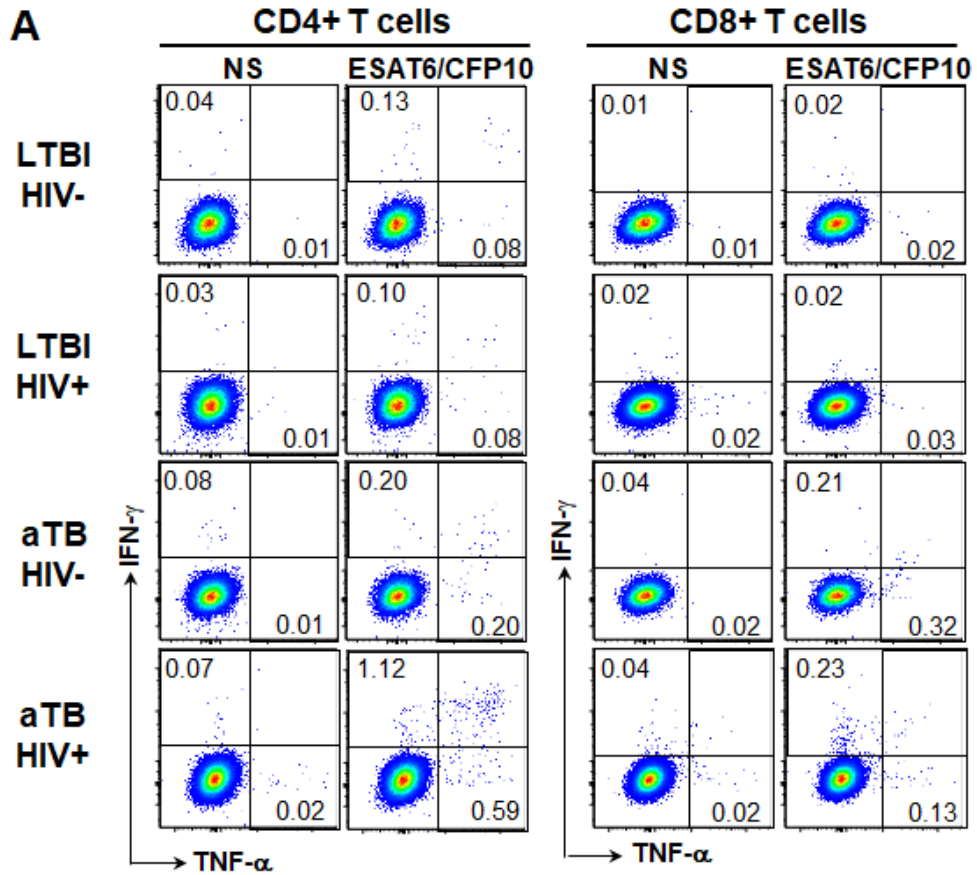 A
CD4+ T cells CD8+ T cells
NS ESAT6/CFP10 NS ESAT6/CFP10
LTBI
HIV-
0.04 0.13 0.01 0.02
0.01 0.08 0.01 0.02
LTBI
HIV+
0.03 0.10 0.02 0.02
0.01 0.08 0.02 0.03
aTB
HIV-
0.08 0.20 0.04 0.21
0.01 0.20 0.02 0.32
aTB
HIV+
0.07 1.12 0.04 0.23
0.02 0.59 0.02 0.13
IFN-γ IFN-γ
TNF-α TNF-α